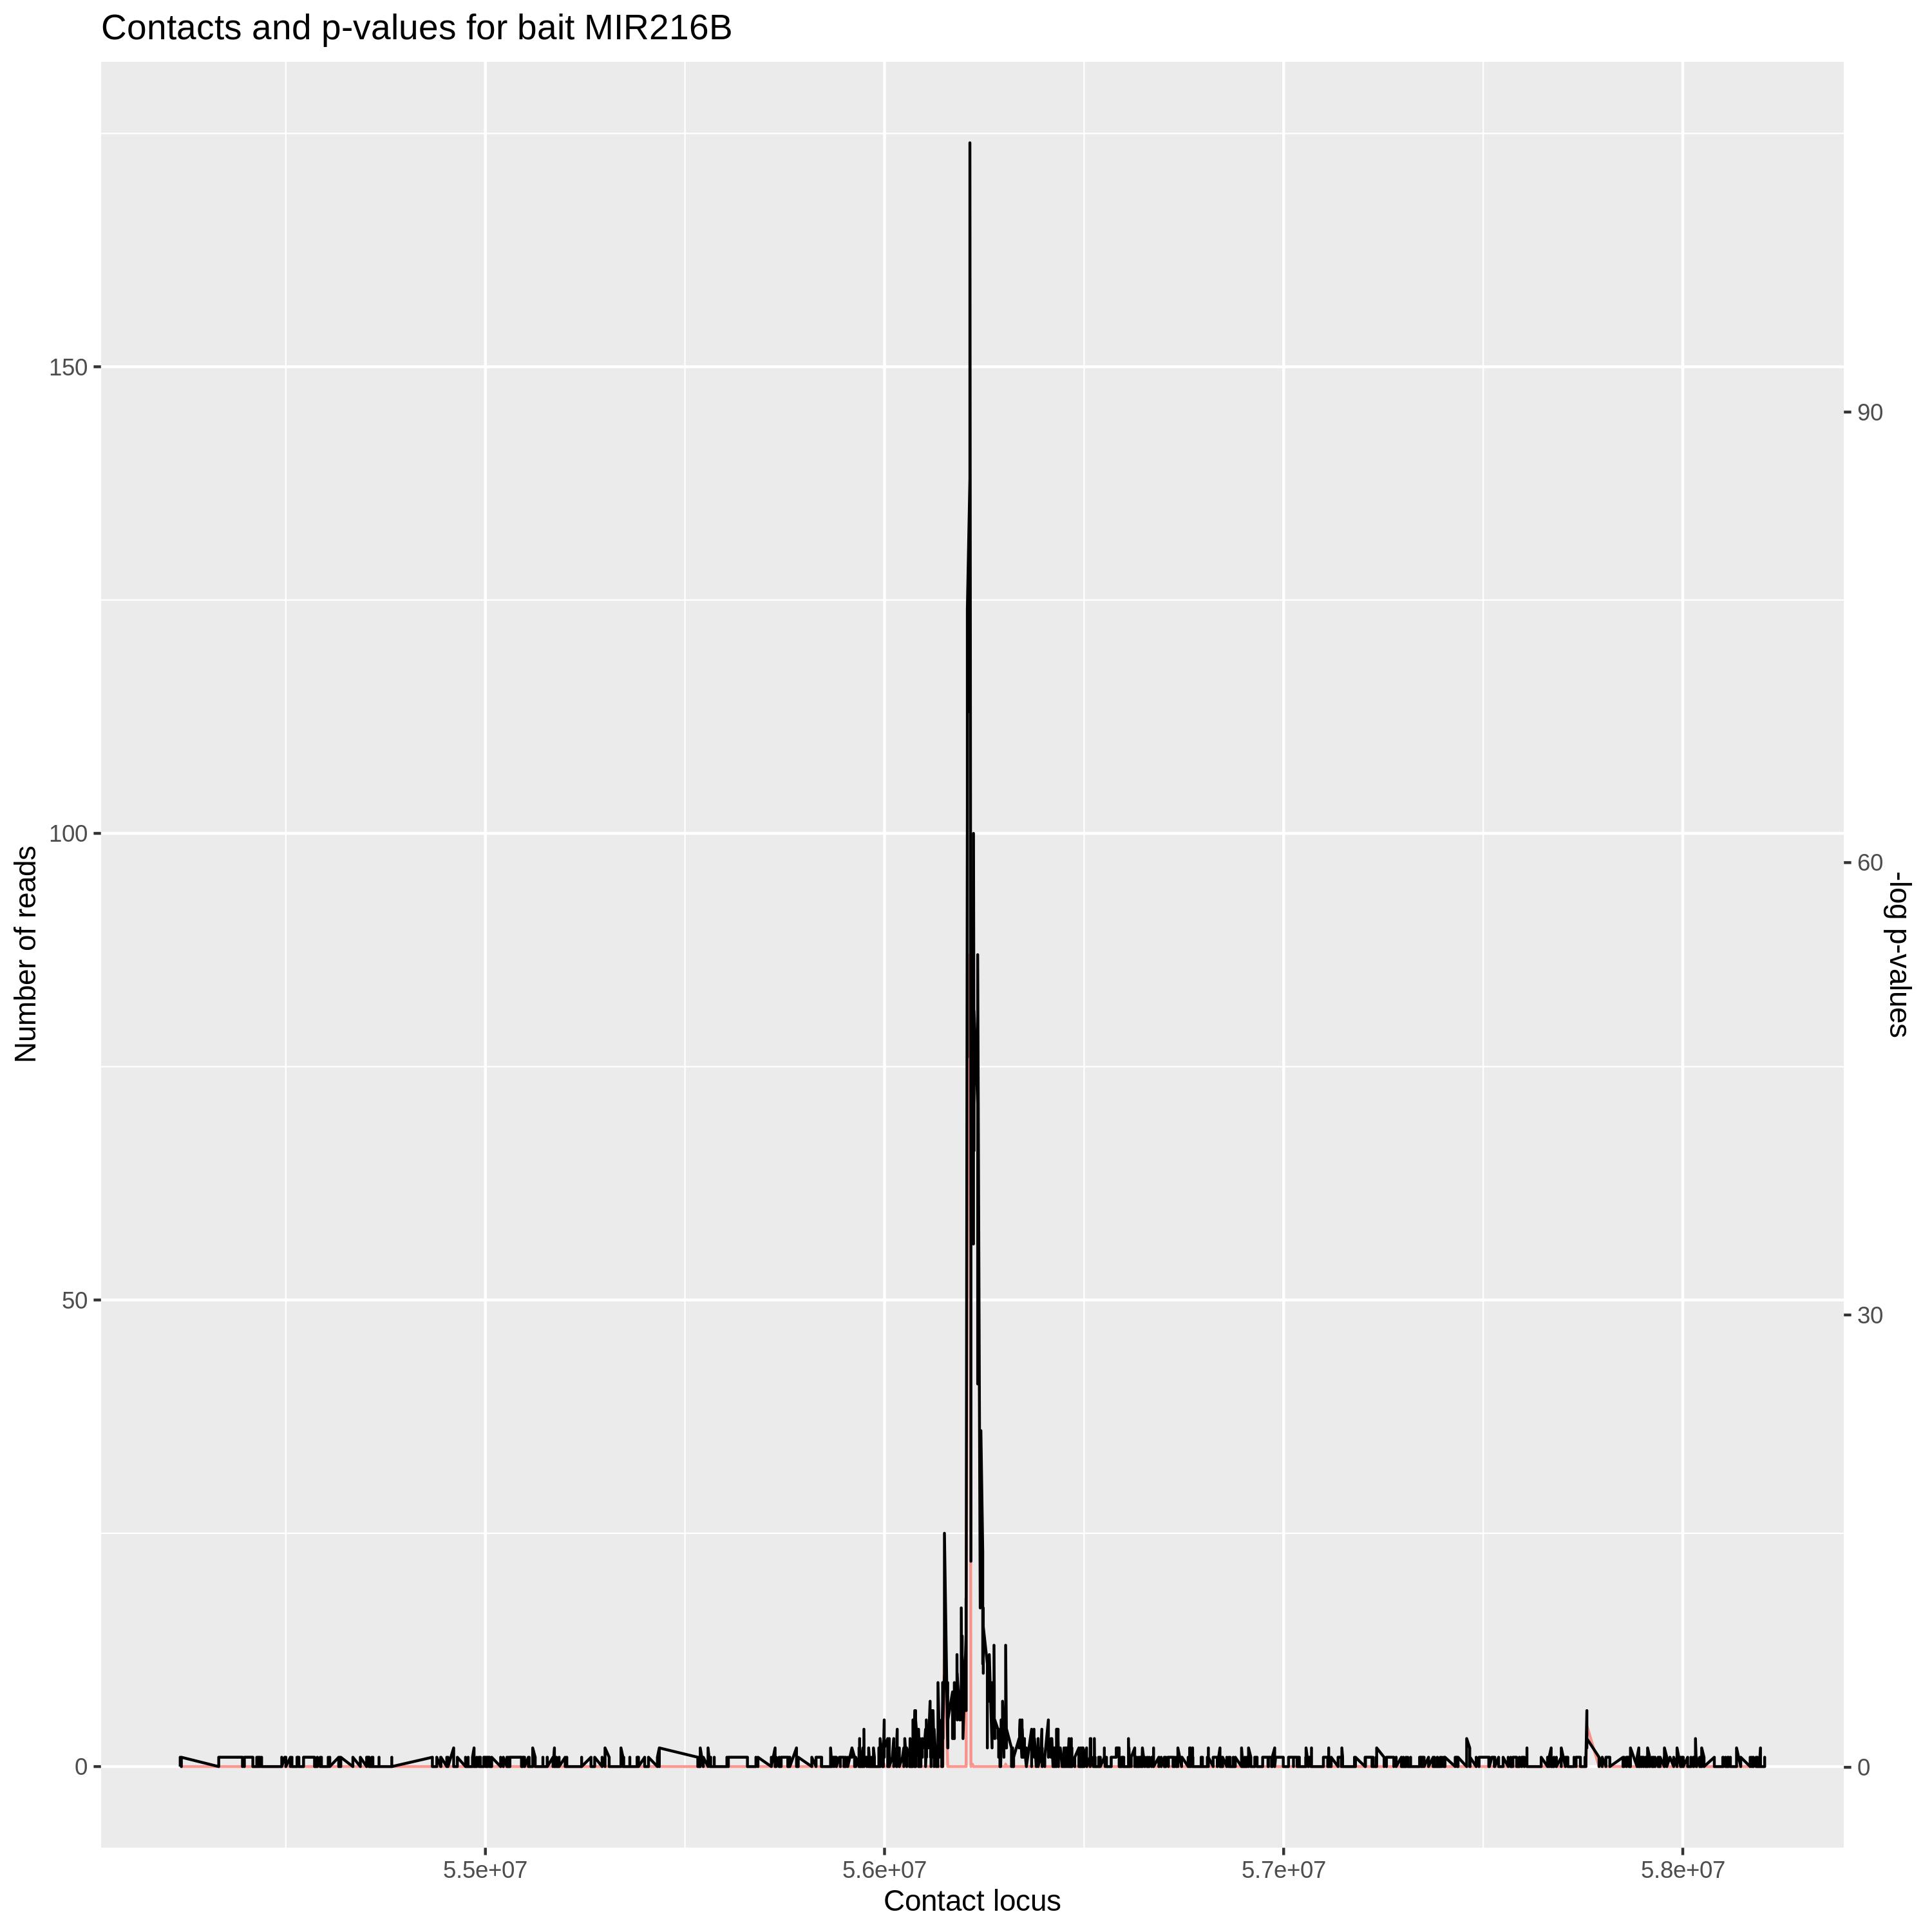 Contacts and p-values for bait MIR216B
150
100
50
0
Number of reads
90
60
30
0
-log p-values
5.5e+07
5.6e+07
5.7e+07
5.8e+07
Contact locus